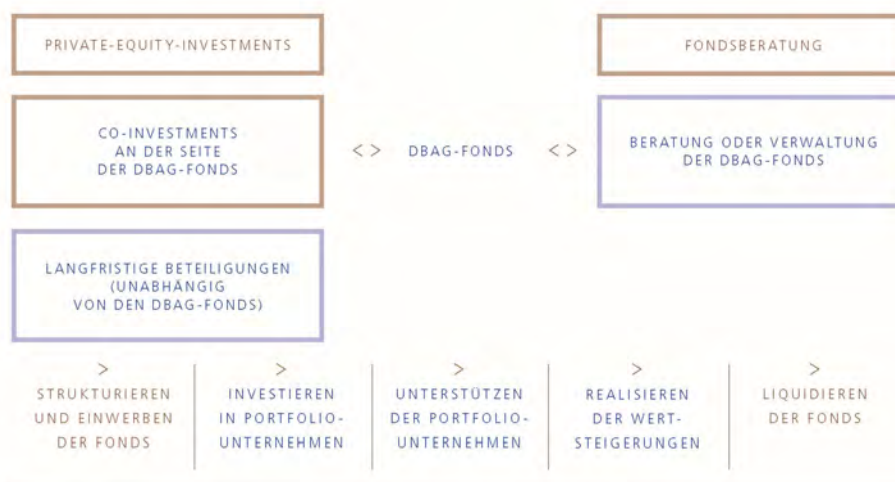 PRIVATE-EQUITY-INVESTMENTS
FONDSBERATUNG
CO-INVESTMENTS
AN DER SEITE
DER DBAG-FONDS
< > DBAG-FONDS < >
BERATUNG ODER VERWALTUNG
DER DBAG-FONDS
LANGFRISTIGE BETEILIGUNGEN
(UNABHÄNGIG
VON DEN DBAG-FONDS)
>
STRUKTURIEREN
UND EINWERBEN
DER FONDS
>
INVESTIEREN
IN PORTFOLIO-
UNTERNEHMEN
>
UNTERSTÜTZEN
DER PORTFOLIO-
UNTERNEHMEN
>
REALISIEREN
DER WERT-
STEIGERUNGEN
>
LIQUIDIEREN
DER FONDS